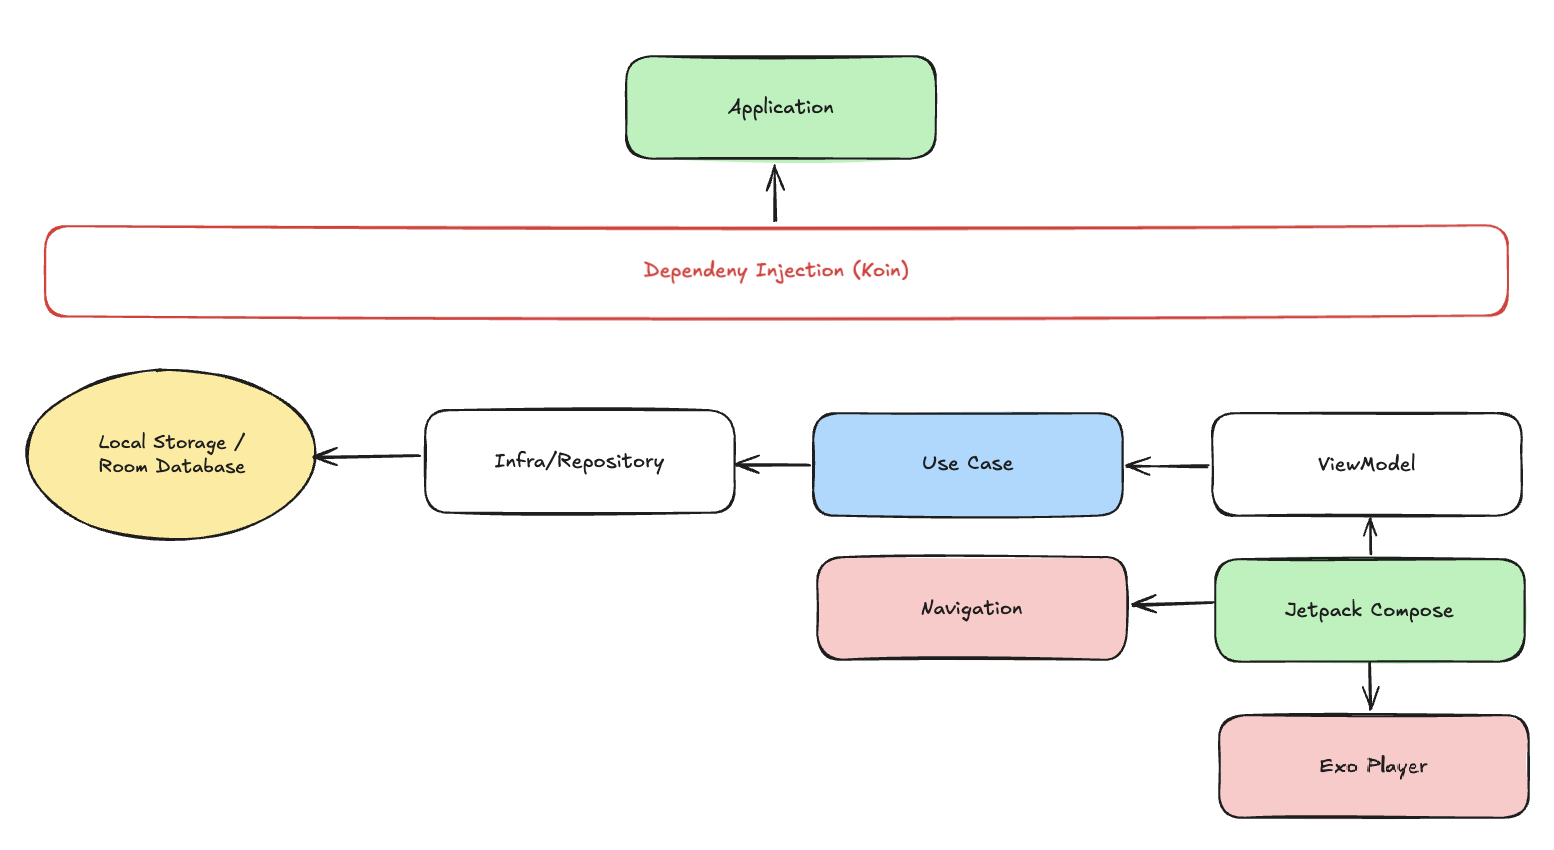 Application
Dependeny Injection (Koin)
Local Storage /
Room Database
Infra/Repository
Use Case
ViewModel
Navigation
Jetpack Compose
Exo Player